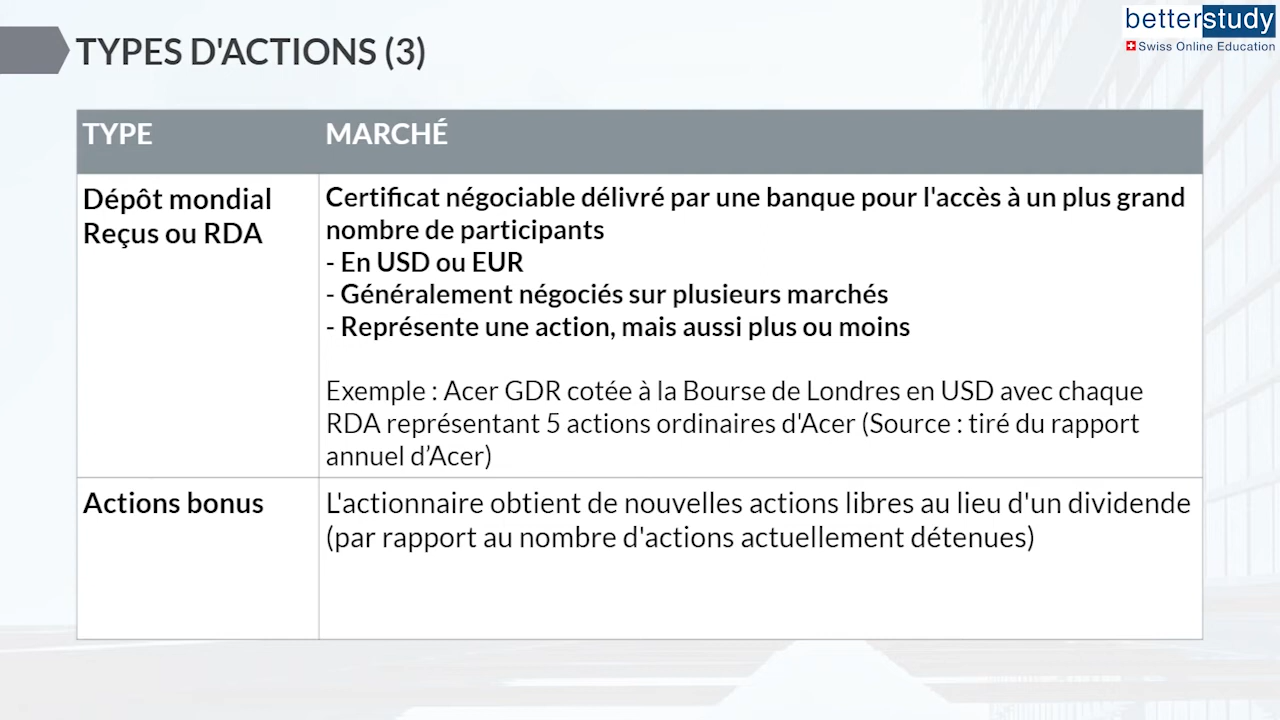 betterstudy
Swiss Online Education
TYPES D'ACTIONS (3)
TYPE
MARCHÉ
Dépôt mondial
Reçus ou RDA
Certificat négociable délivré par une banque pour l'accès à un plus grand
nombre de participants
- En USD ou EUR
- Généralement négociés sur plusieurs marchés
- Représente une action, mais aussi plus ou moins
Exemple : Acer GDR cotée à la Bourse de Londres en USD avec chaque
RDA représentant 5 actions ordinaires d'Acer (Source : tiré du rapport
annuel d’Acer)
Actions bonus
L'actionnaire obtient de nouvelles actions libres au lieu d'un dividende
(par rapport au nombre d'actions actuellement détenues)